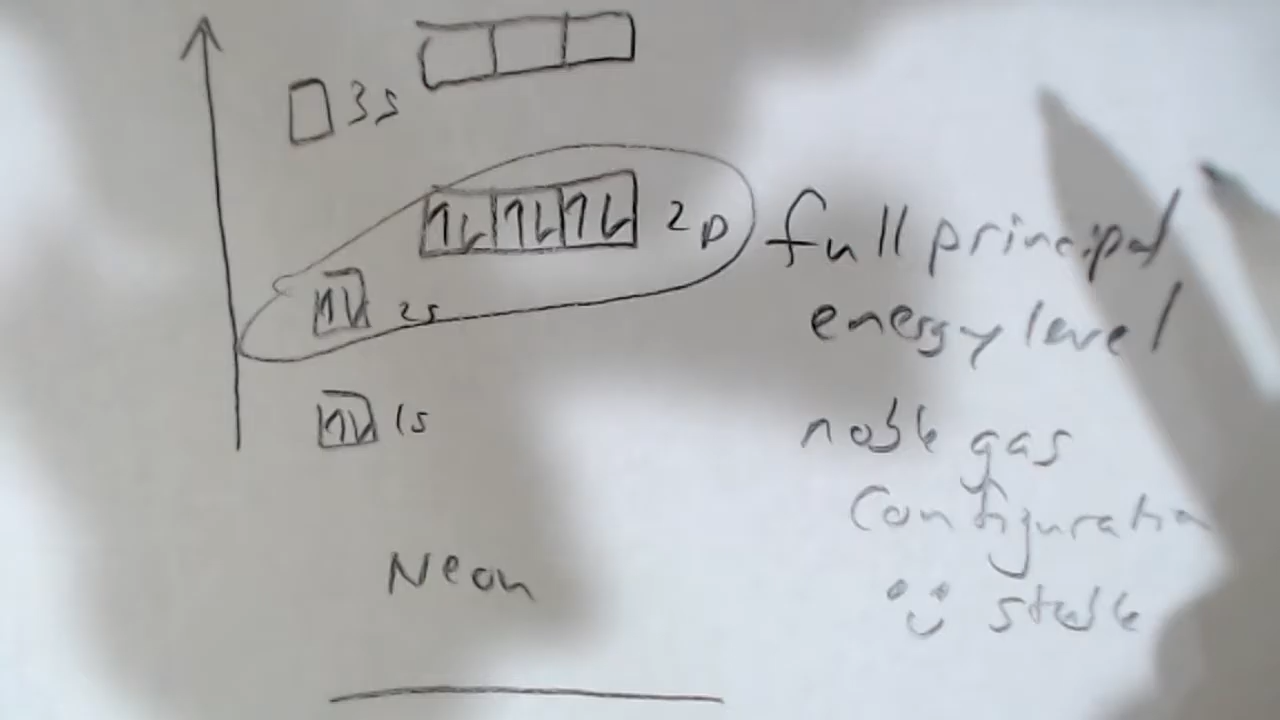 3s
2p
full principal
2s
energy level
1s
noble gas
Configuration
Neon
stable